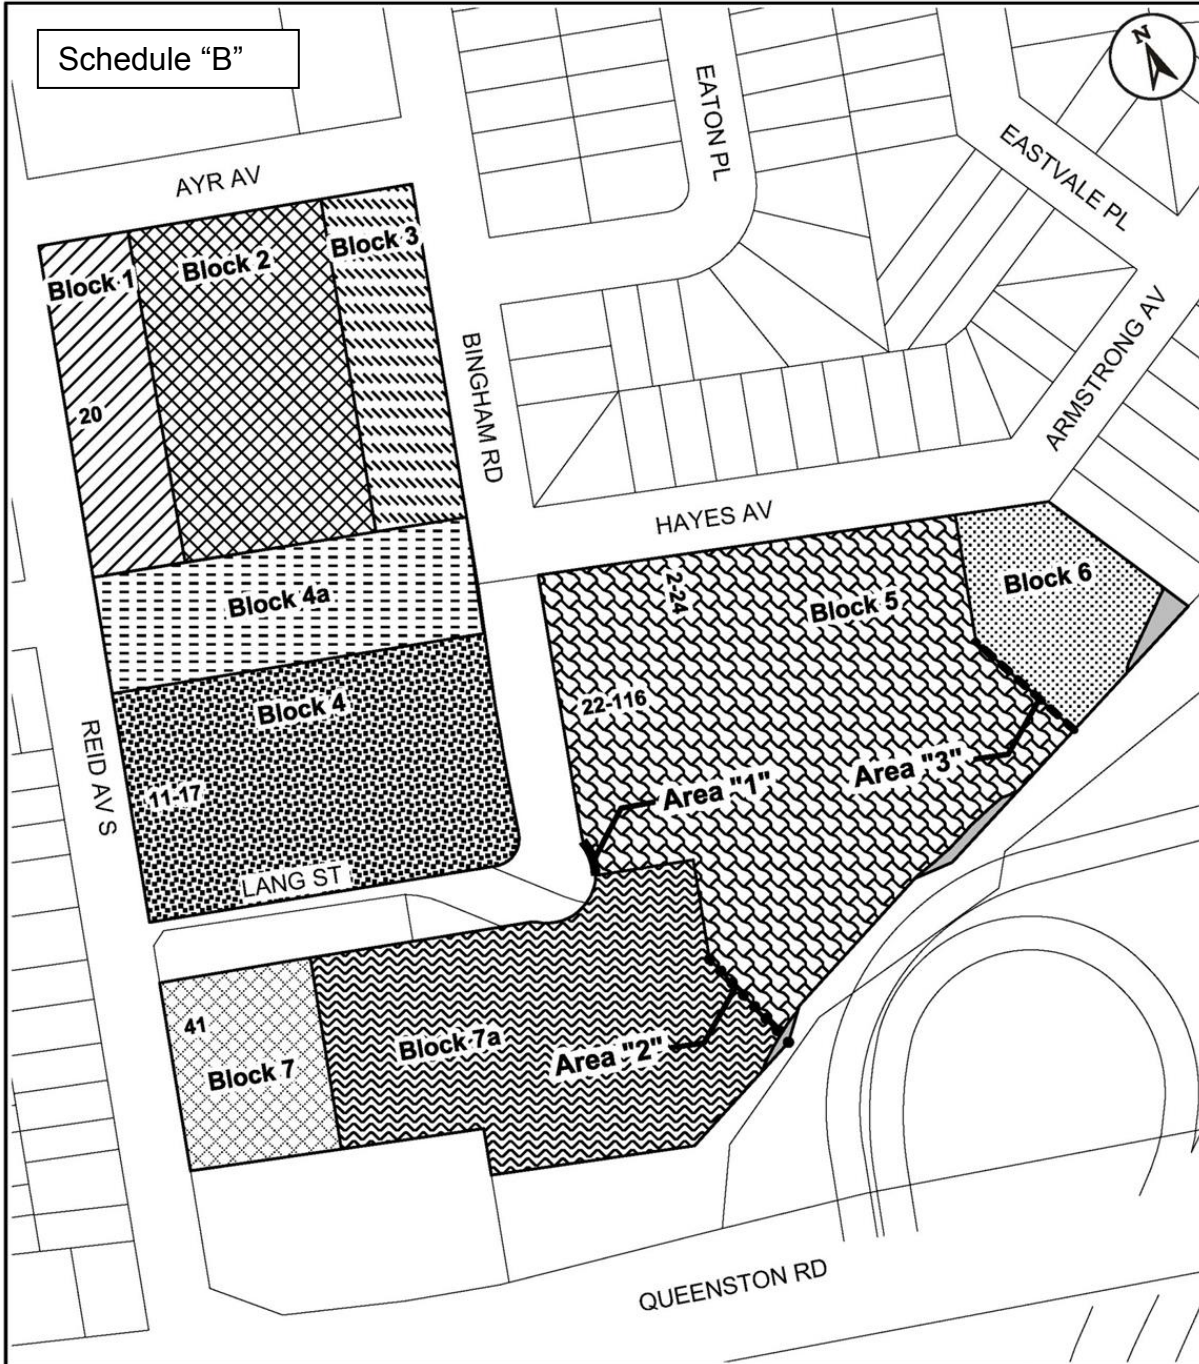 Schedule “B”
N
EATON PL
EASTVALE PL
AYR AV
Block 1
Block 2
Block 3
BINGHAM RD
ARMSTRONG AV
20
HAYES AV
Block 4a
2-24
Block 5
Block 6
Block 4
22-116
REID AV S
11-17
Area "1"
Area "3"
LANG ST
41
Block 7
Block 7a
Area "2"
QUEENSTON RD